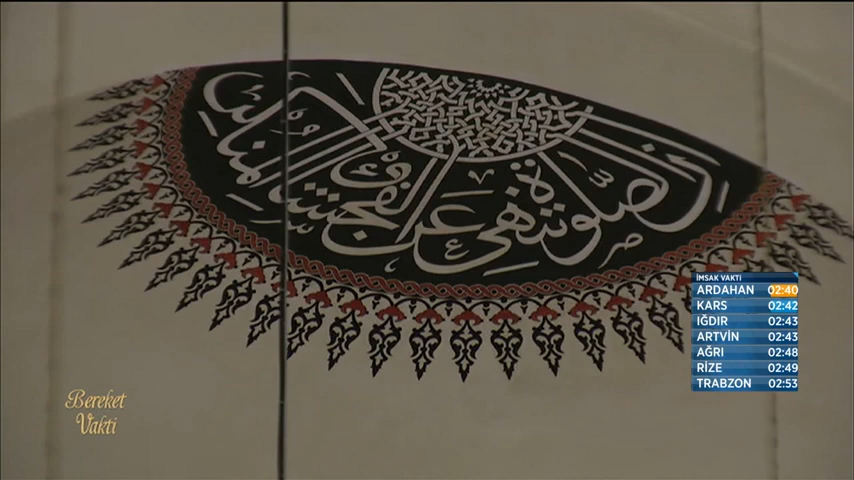 ان الصلوة تنهى عن الفحشاء والمنكر
İMSAK VAKTİ
ARDAHAN 02:40
KARS 02:42
IĞDIR 02:43
ARTVİN 02:43
AĞRI 02:48
RİZE 02:49
TRABZON 02:53
Bereket
Vakti